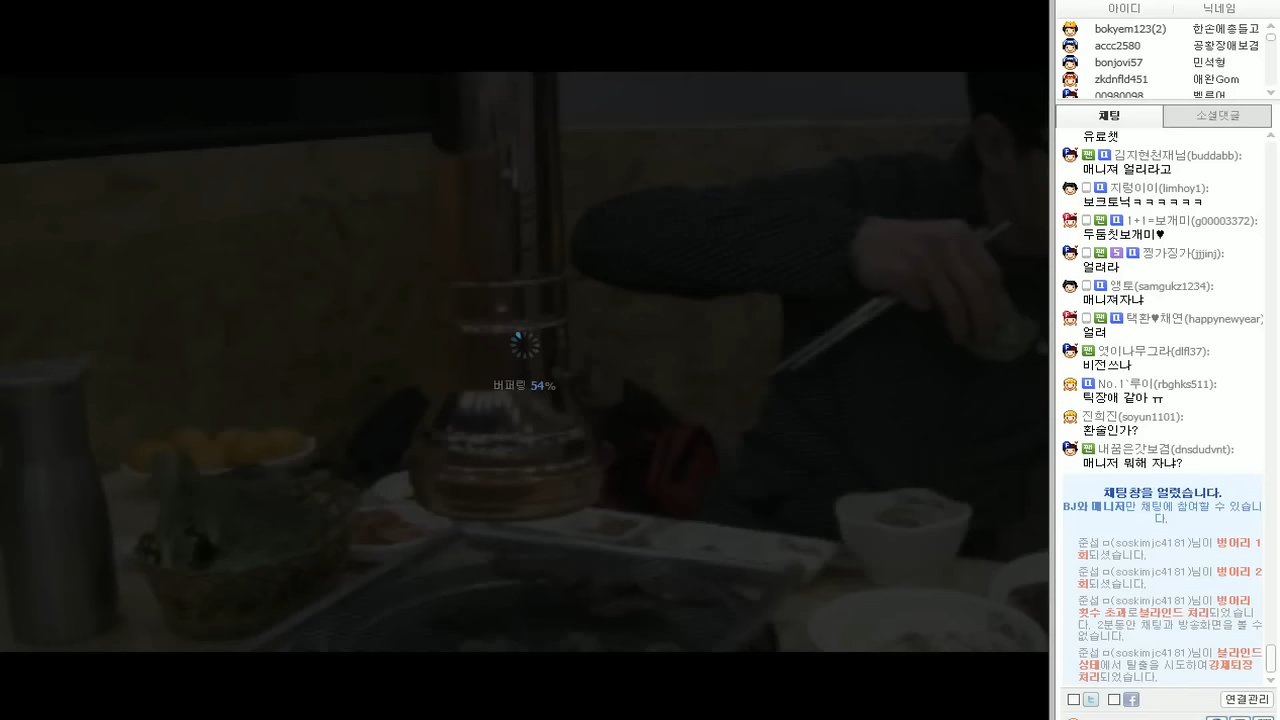 아이디 닉네임
bokyem123(2) 한손에총들고
accc2580 공황장애보겸
bonjovi57 민석형
zkdnfld451 애완Gom
00980098 벨류어
채팅 소셜댓글
유료챗
팬 김지현천재님(buddabb):
매니져 얼리라고
지렁이이(limhoy1):
보크토닉ㅋㅋㅋㅋㅋㅋ
팬 1+1=보개미(g00003372):
두둠칫보개미♥
팬 S 찡가징가(jjjinj):
얼려라
앵토(samgukz1234):
매니져자냐
팬 택환♥채연(happynewyear)
얼려
팬 엿이나무그라(dlfl37):
비전쓰나
No.1`루이(rbghks511):
틱장애 같아 ㅠ
진희진(soyun1101):
환술인가?
팬 내꿈은갓보겸(dnsdudvnt):
매니저 뭐해 자냐?
채팅창을 얼렸습니다.
BJ와 매니저만 채팅에 참여할 수 있습니
다.
준섭ㅁ(soskimjc4181)님이 벙어리 1
회되셨습니다.
준섭ㅁ(soskimjc4181)님이 벙어리 2
회되셨습니다.
준섭ㅁ(soskimjc4181)님이 벙어리
횟수 초과로블라인드 처리되었습니
다. 2분동안 채팅과 방송화면을 볼 수
없습니다.
준섭ㅁ(soskimjc4181)님이 블라인드
상태에서 탈출을 시도하여강제퇴장
처리되었습니다.
연결관리
버퍼링 54%